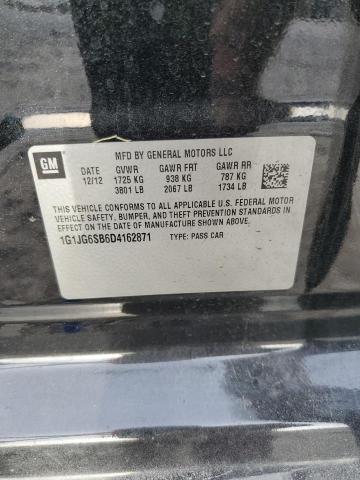 GM
MFD BY GENERAL MOTORS LLC
DATE GVWR GAWR FRT GAWR RR
12/12 1725 KG 938 KG 787 KG
3801 LB 2067 LB 1734 LB
THIS VEHICLE CONFORMS TO ALL APPLICABLE U.S. FEDERAL MOTOR
VEHICLE SAFETY, BUMPER, AND THEFT PREVENTION STANDARDS
IN EFFECT ON THE DATE OF MANUFACTURE SHOWN ABOVE.
1G1JG6SB6D4162871 TYPE: PASS CAR